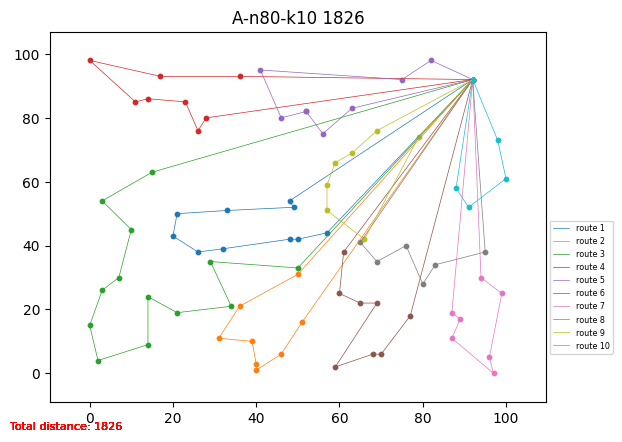 A-n80-k10 1826
100
80
60
40
20
0
0 20 40 60 80 100
route 1
route 2
route 3
route 4
route 5
route 6
route 7
route 8
route 9
route 10
Total distance: 1826